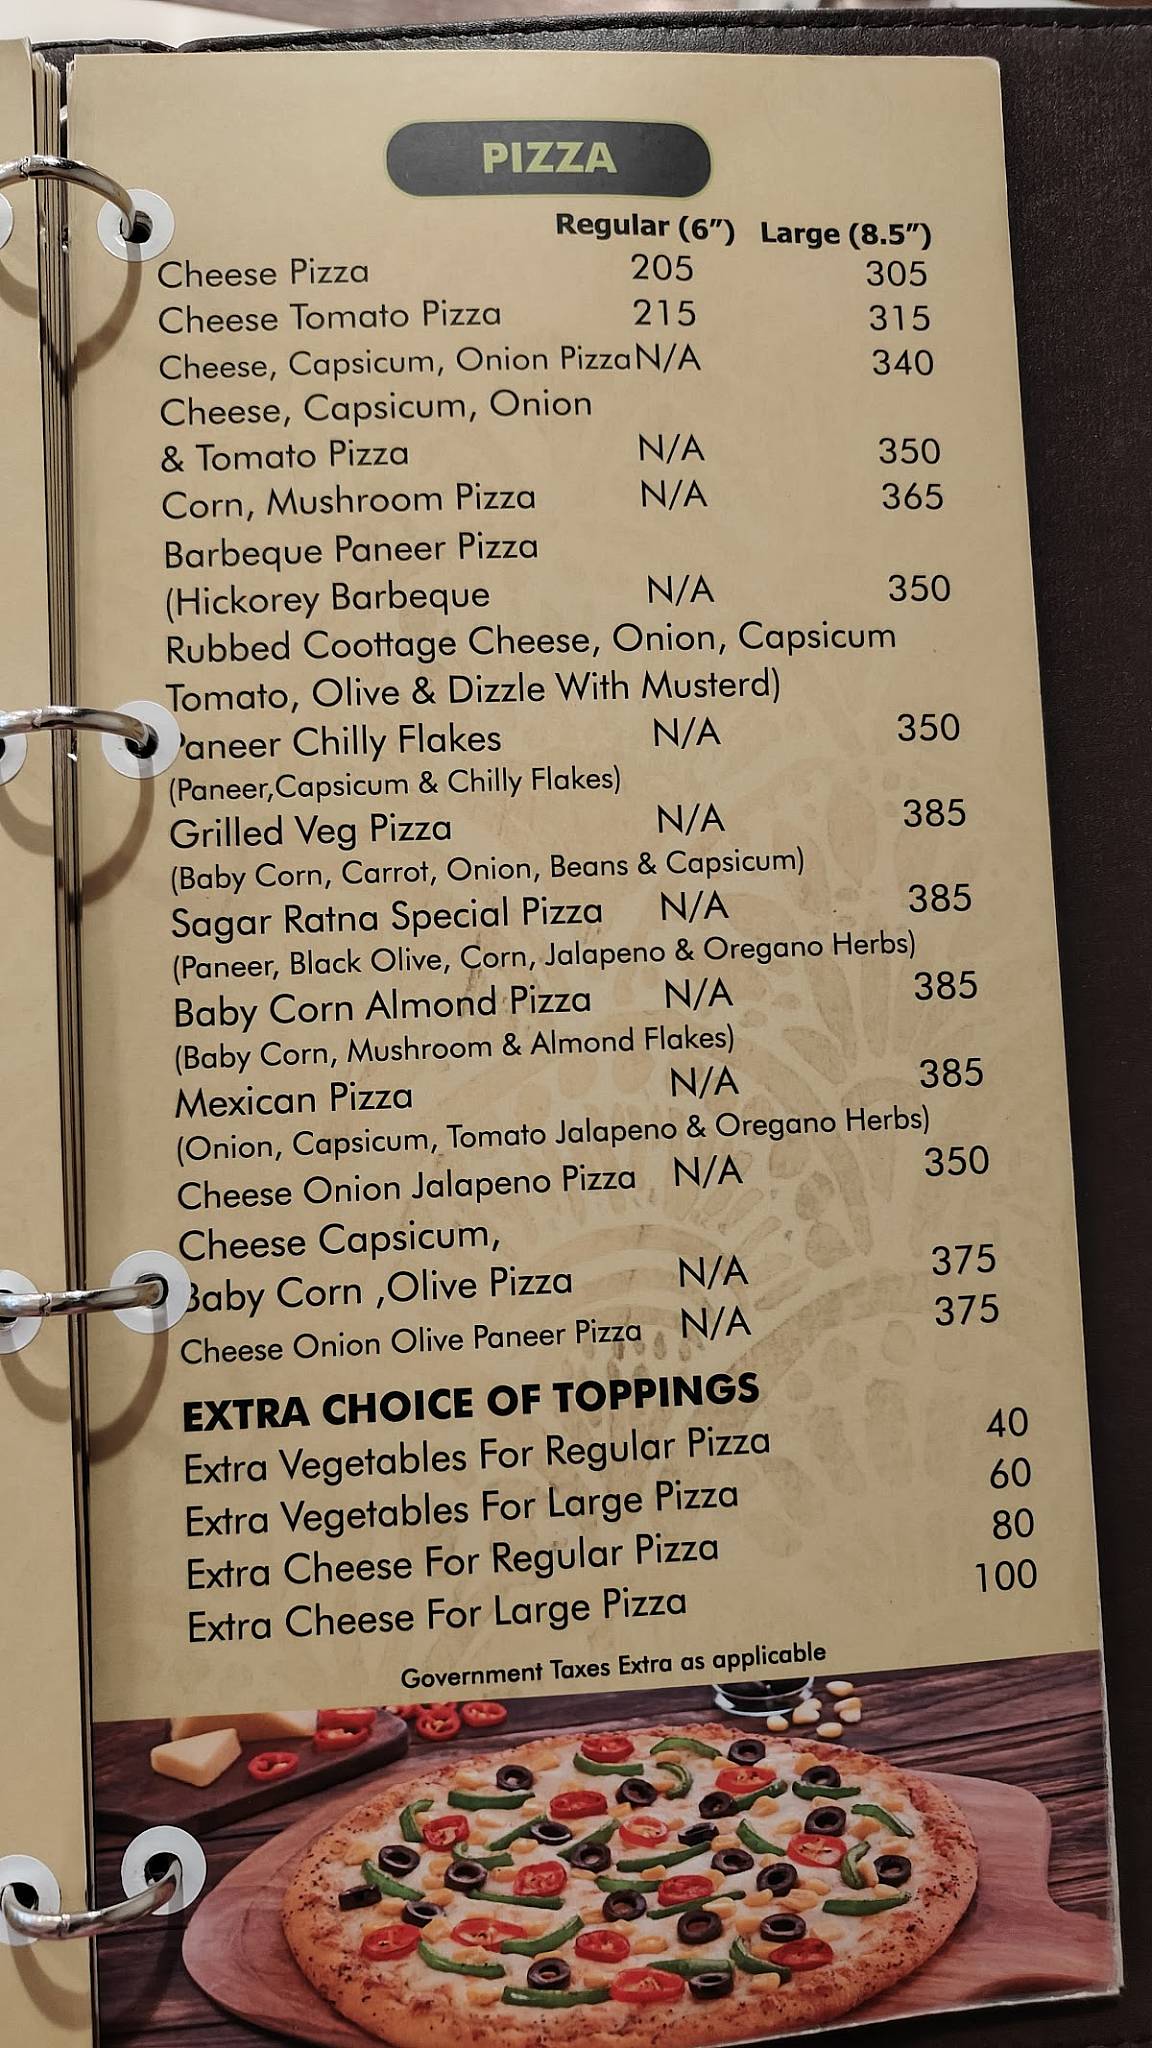 PIZZA
Regular (6") Large (8.5")
Cheese Pizza 205 305
Cheese Tomato Pizza 215 315
Cheese, Capsicum, Onion Pizza N/A 340
Cheese, Capsicum, Onion
& Tomato Pizza N/A 350
Corn, Mushroom Pizza N/A 365
Barbeque Paneer Pizza
(Hickorey Barbeque N/A 350
Rubbed Coottage Cheese, Onion, Capsicum
Tomato, Olive & Dizzle With Musterd)
Paneer Chilly Flakes N/A 350
(Paneer,Capsicum & Chilly Flakes)
Grilled Veg Pizza N/A 385
(Baby Corn, Carrot, Onion, Beans & Capsicum)
Sagar Ratna Special Pizza N/A 385
(Paneer, Black Olive, Corn, Jalapeno & Oregano Herbs)
Baby Corn Almond Pizza N/A 385
(Baby Corn, Mushroom & Almond Flakes)
Mexican Pizza N/A 385
(Onion, Capsicum, Tomato Jalapeno & Oregano Herbs)
Cheese Onion Jalapeno Pizza N/A 350
Cheese Capsicum,
Baby Corn ,Olive Pizza N/A 375
Cheese Onion Olive Paneer Pizza N/A 375
EXTRA CHOICE OF TOPPINGS
Extra Vegetables For Regular Pizza 40
Extra Vegetables For Large Pizza 60
Extra Cheese For Regular Pizza 80
Extra Cheese For Large Pizza 100
Government Taxes Extra as applicable